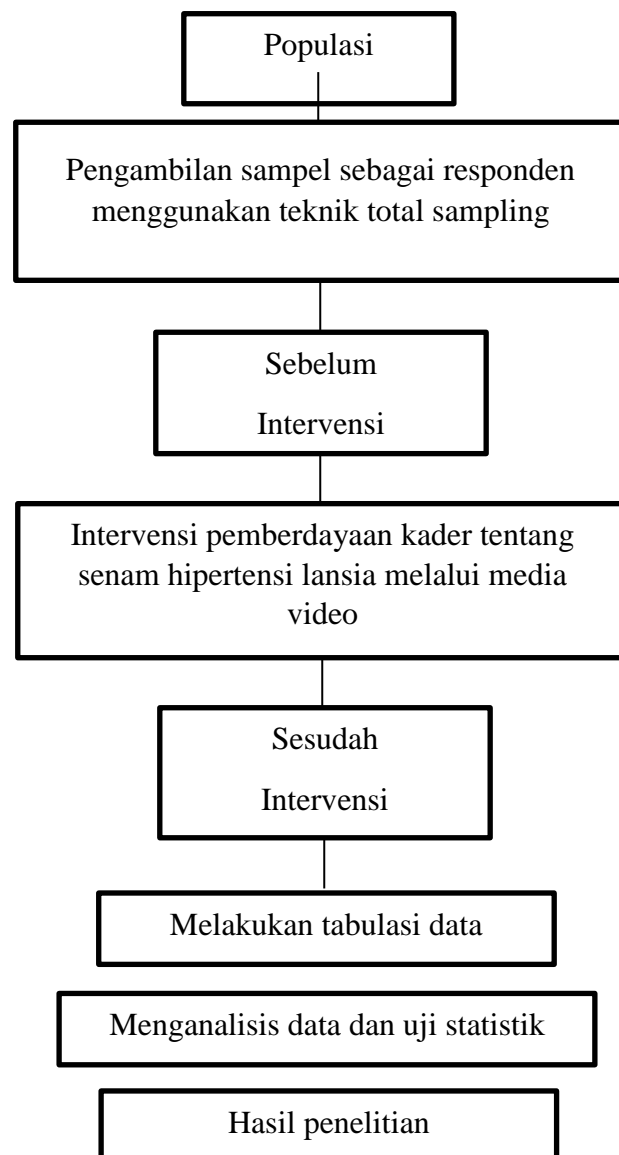 Populasi
Pengambilan sampel sebagai responden
menggunakan teknik total sampling
Sebelum
Intervensi
Intervensi pemberdayaan kader tentang
senam hipertensi lansia melalui media
video
Sesudah
Intervensi
Melakukan tabulasi data
Menganalisis data dan uji statistik
Hasil penelitian